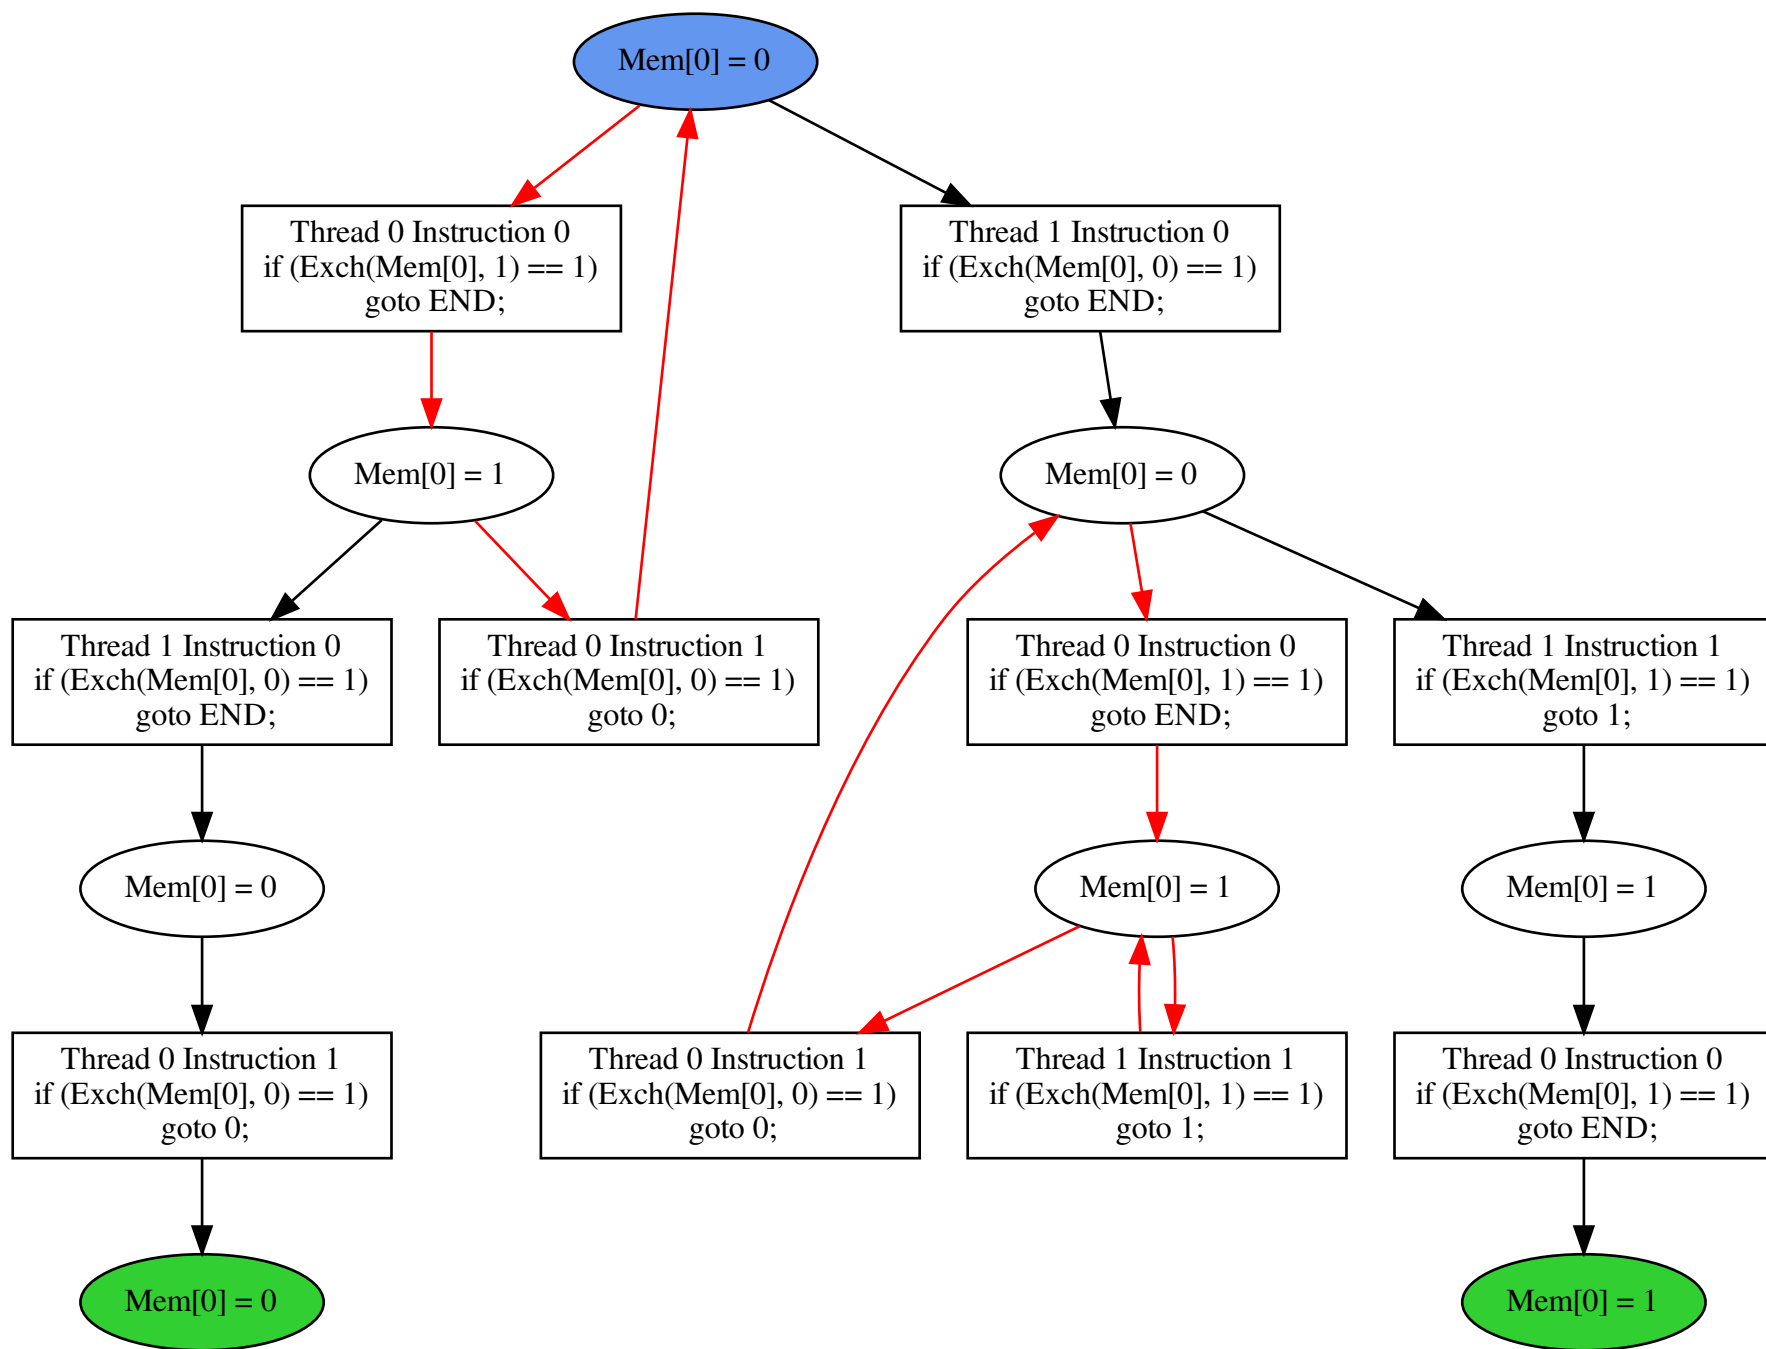 Mem[0] = 0
Thread 0 Instruction 0
if (Exch(Mem[0], 1) == 1)
goto END;
Thread 1 Instruction 0
if (Exch(Mem[0], 0) == 1)
goto END;
Mem[0] = 1
Mem[0] = 0
Thread 1 Instruction 0
if (Exch(Mem[0], 0) == 1)
goto END;
Thread 0 Instruction 1
if (Exch(Mem[0], 0) == 1)
goto 0;
Thread 0 Instruction 0
if (Exch(Mem[0], 1) == 1)
goto END;
Thread 1 Instruction 1
if (Exch(Mem[0], 1) == 1)
goto 1;
Mem[0] = 0
Mem[0] = 1
Mem[0] = 1
Thread 0 Instruction 1
if (Exch(Mem[0], 0) == 1)
goto 0;
Thread 0 Instruction 1
if (Exch(Mem[0], 0) == 1)
goto 0;
Thread 1 Instruction 1
if (Exch(Mem[0], 1) == 1)
goto 1;
Thread 0 Instruction 0
if (Exch(Mem[0], 1) == 1)
goto END;
Mem[0] = 0
Mem[0] = 1